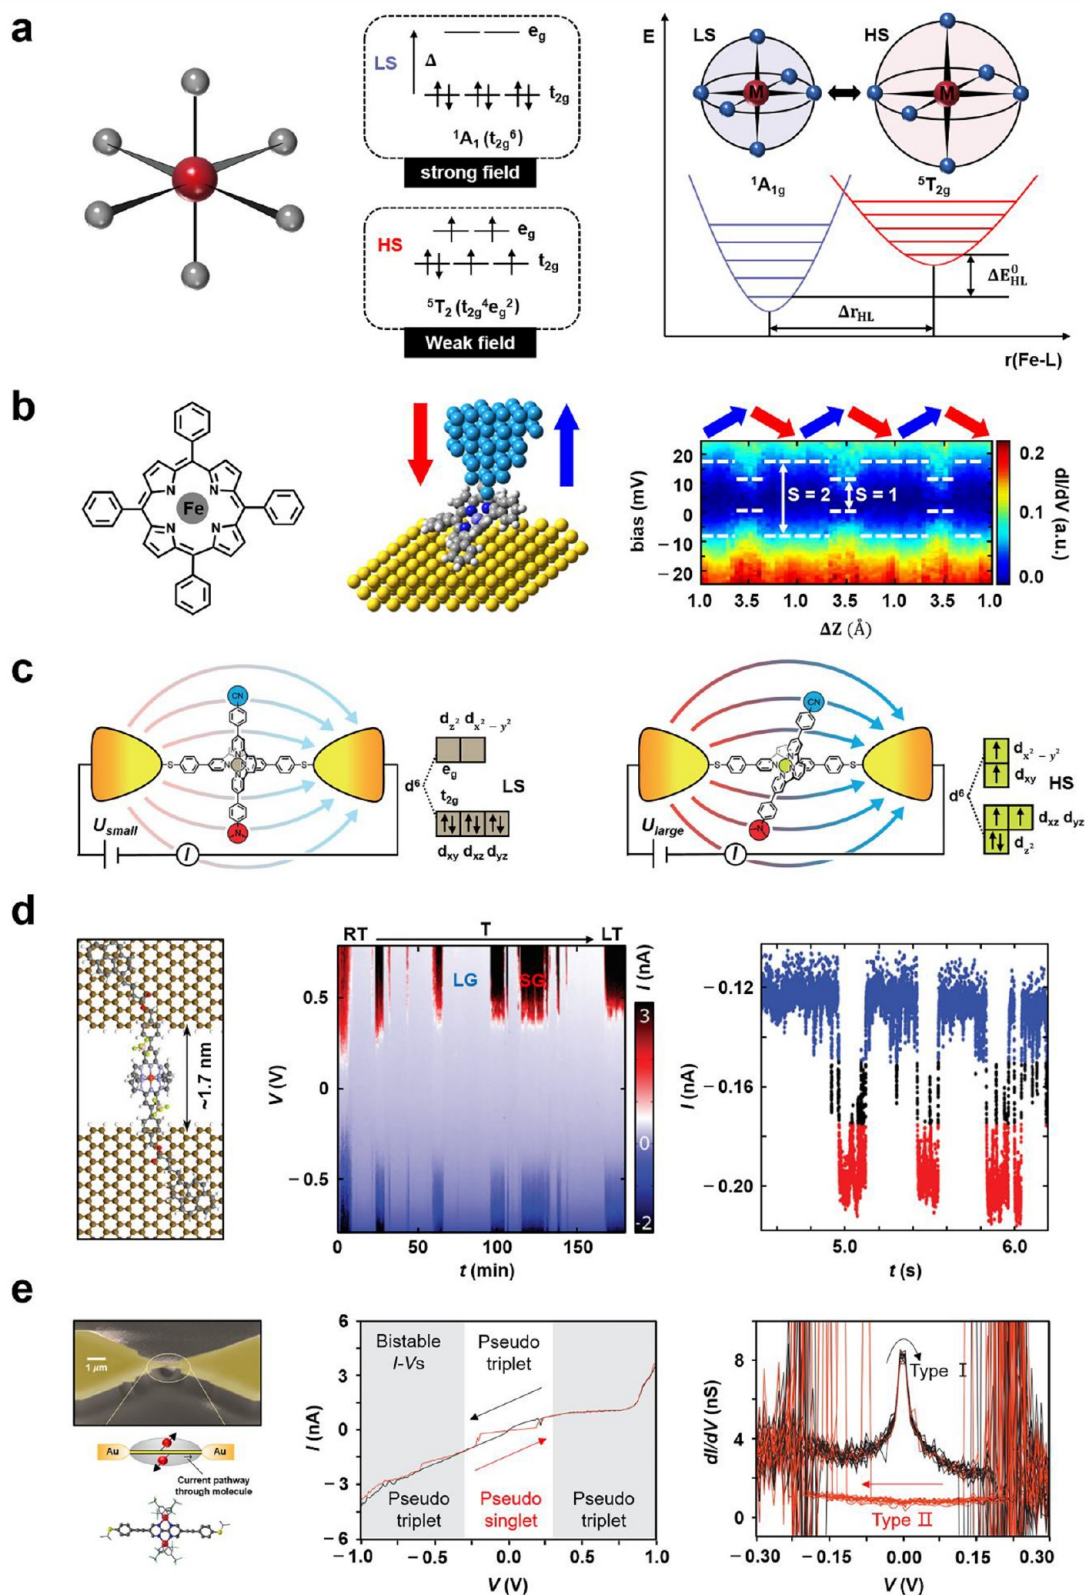 a
LS
Δ
e_g
t_2g
¹A₁ (t_2g⁶)
strong field
HS
e_g
t_2g
⁵T₂ (t_2g⁴e_g²)
Weak field
E
LS
HS
M
M
¹A_1g
⁵T_2g
ΔE⁰_HL
Δr_HL
r(Fe-L)
b
N
N
Fe
N
N
bias (mV)
20
10
0
−10
−20
S = 2
S = 1
1.0 3.5 1.0 3.5 1.0 3.5 1.0
ΔZ (Å)
0.2
0.1
0.0
dI/dV (a.u.)
c
CN
S
S
N
U_small
I
d_z² d_x²−y²
e_g
d⁶
LS
t_2g
d_xy d_xz d_yz
CN
S
S
N
U_large
I
d_x²−y²
d_xy
HS
d⁶
d_xz d_yz
d_z²
d
~1.7 nm
RT T LT
LG
SG
V (V)
0.5
0
−0.5
0 50 100 150
t (min)
I (nA)
3
0
-2
I (nA)
−0.12
−0.16
−0.20
5.0 6.0
t (s)
e
1 μm
Au
Au
Current pathway
through molecule
I (nA)
6
3
0
−3
−6
Bistable
I-Vs
Pseudo
triplet
Pseudo
triplet
Pseudo
singlet
Pseudo
triplet
−1.0 −0.5 0.0 0.5 1.0
V (V)
dI/dV (nS)
8
4
0
Type I
Type II
−0.30 −0.15 0.00 0.15 0.30
V (V)